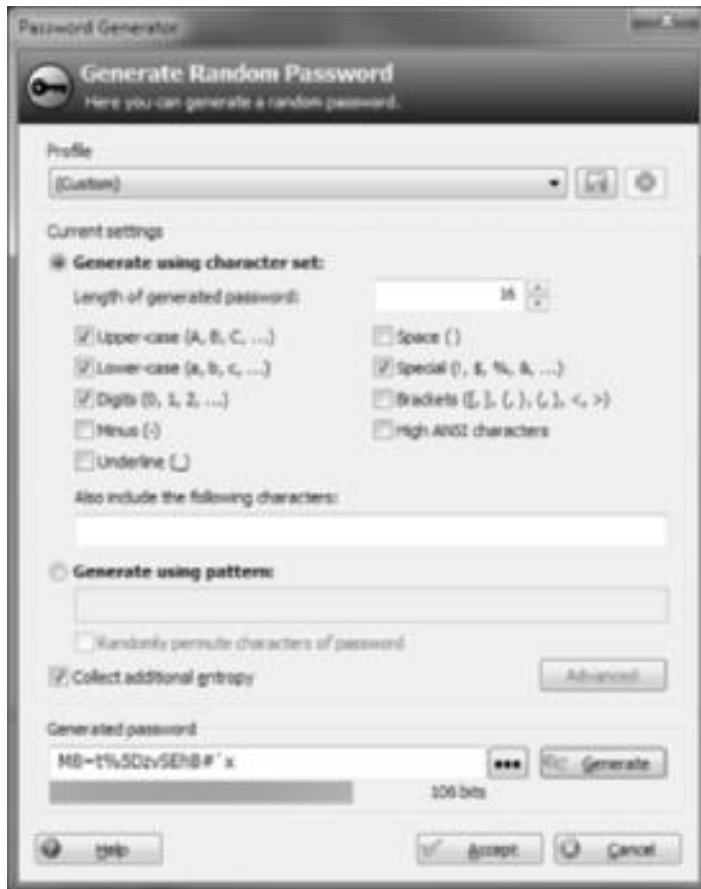 Password Generator
Generate Random Password
Here you can generate a random password.
Profile
(Custom)
Current settings
Generate using character set:
Length of generated password: 16
Upper-case (A, B, C, ...)
Space ( )
Lower-case (a, b, c, ...)
Special (!, $, %, &, ...)
Digits (0, 1, 2, ...)
Brackets ([, ], {, }, (, ), <, >)
Minus (-)
High ANSI characters
Underline (_)
Also include the following characters:
Generate using pattern:
Randomly permute characters of password
Collect additional entropy
Advanced
Generated password
Generate
106 bits
Help
Accept
Cancel